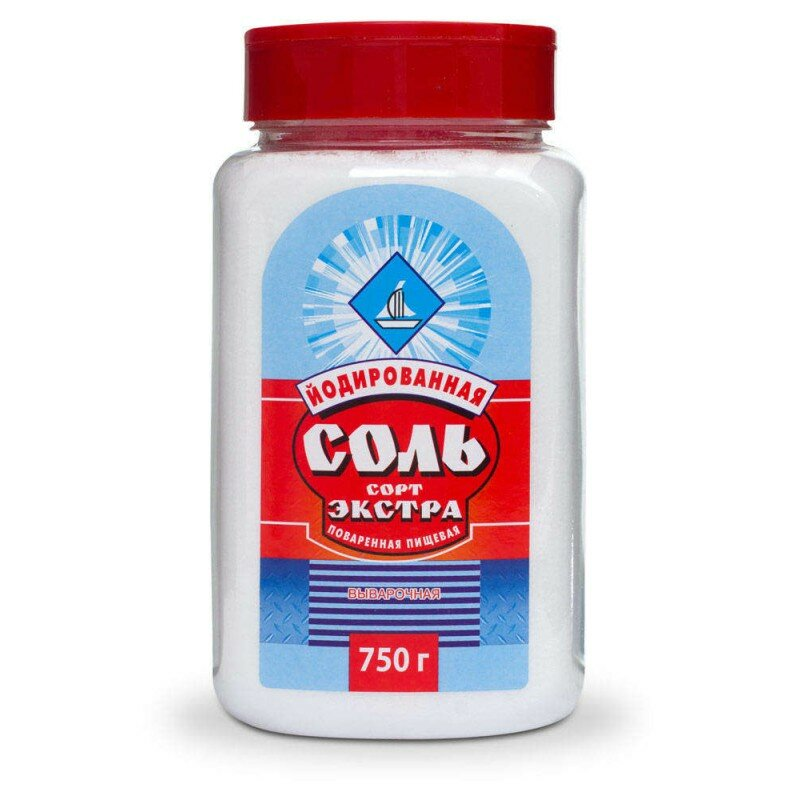 ЙОДИРОВАННАЯ
СОЛЬ
СОРТ
ЭКСТРА
ПОВАРЕННАЯ ПИЩЕВАЯ
ВЫВАРОЧНАЯ
750 г